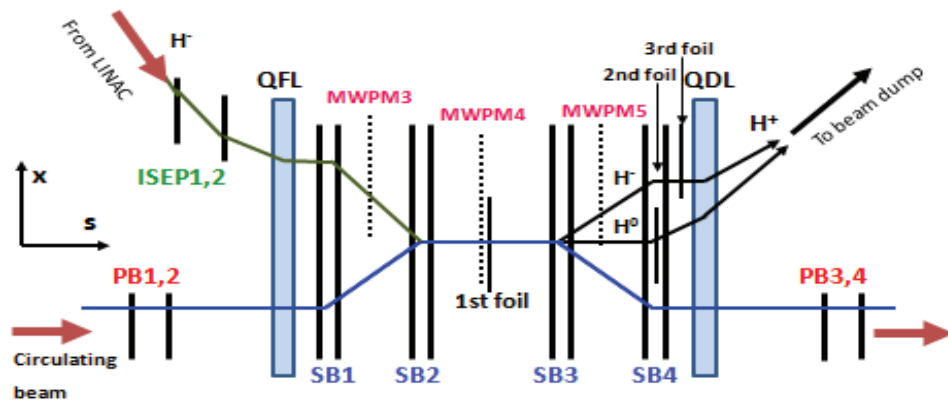 From LINAC
H-
ISEP1,2
QFL
MWPM3
MWPM4
MWPM5
3rd foil
2nd foil
QDL
H+
To beam dump
x
s
H-
H0
1st foil
PB1,2
PB3,4
Circulating
beam
SB1
SB2
SB3
SB4